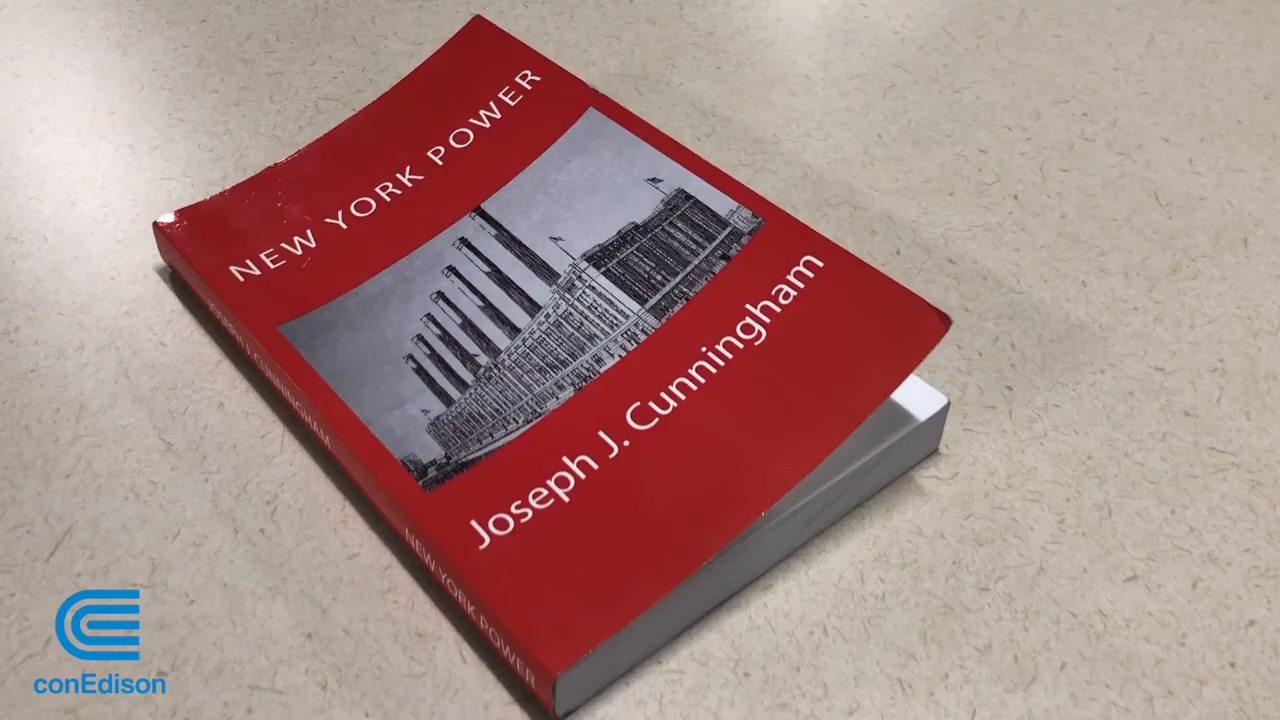 NEW YORK POWER
Joseph J. Cunningham
JOSEPH J. CUNNINGHAM
NEW YORK POWER
conEdison